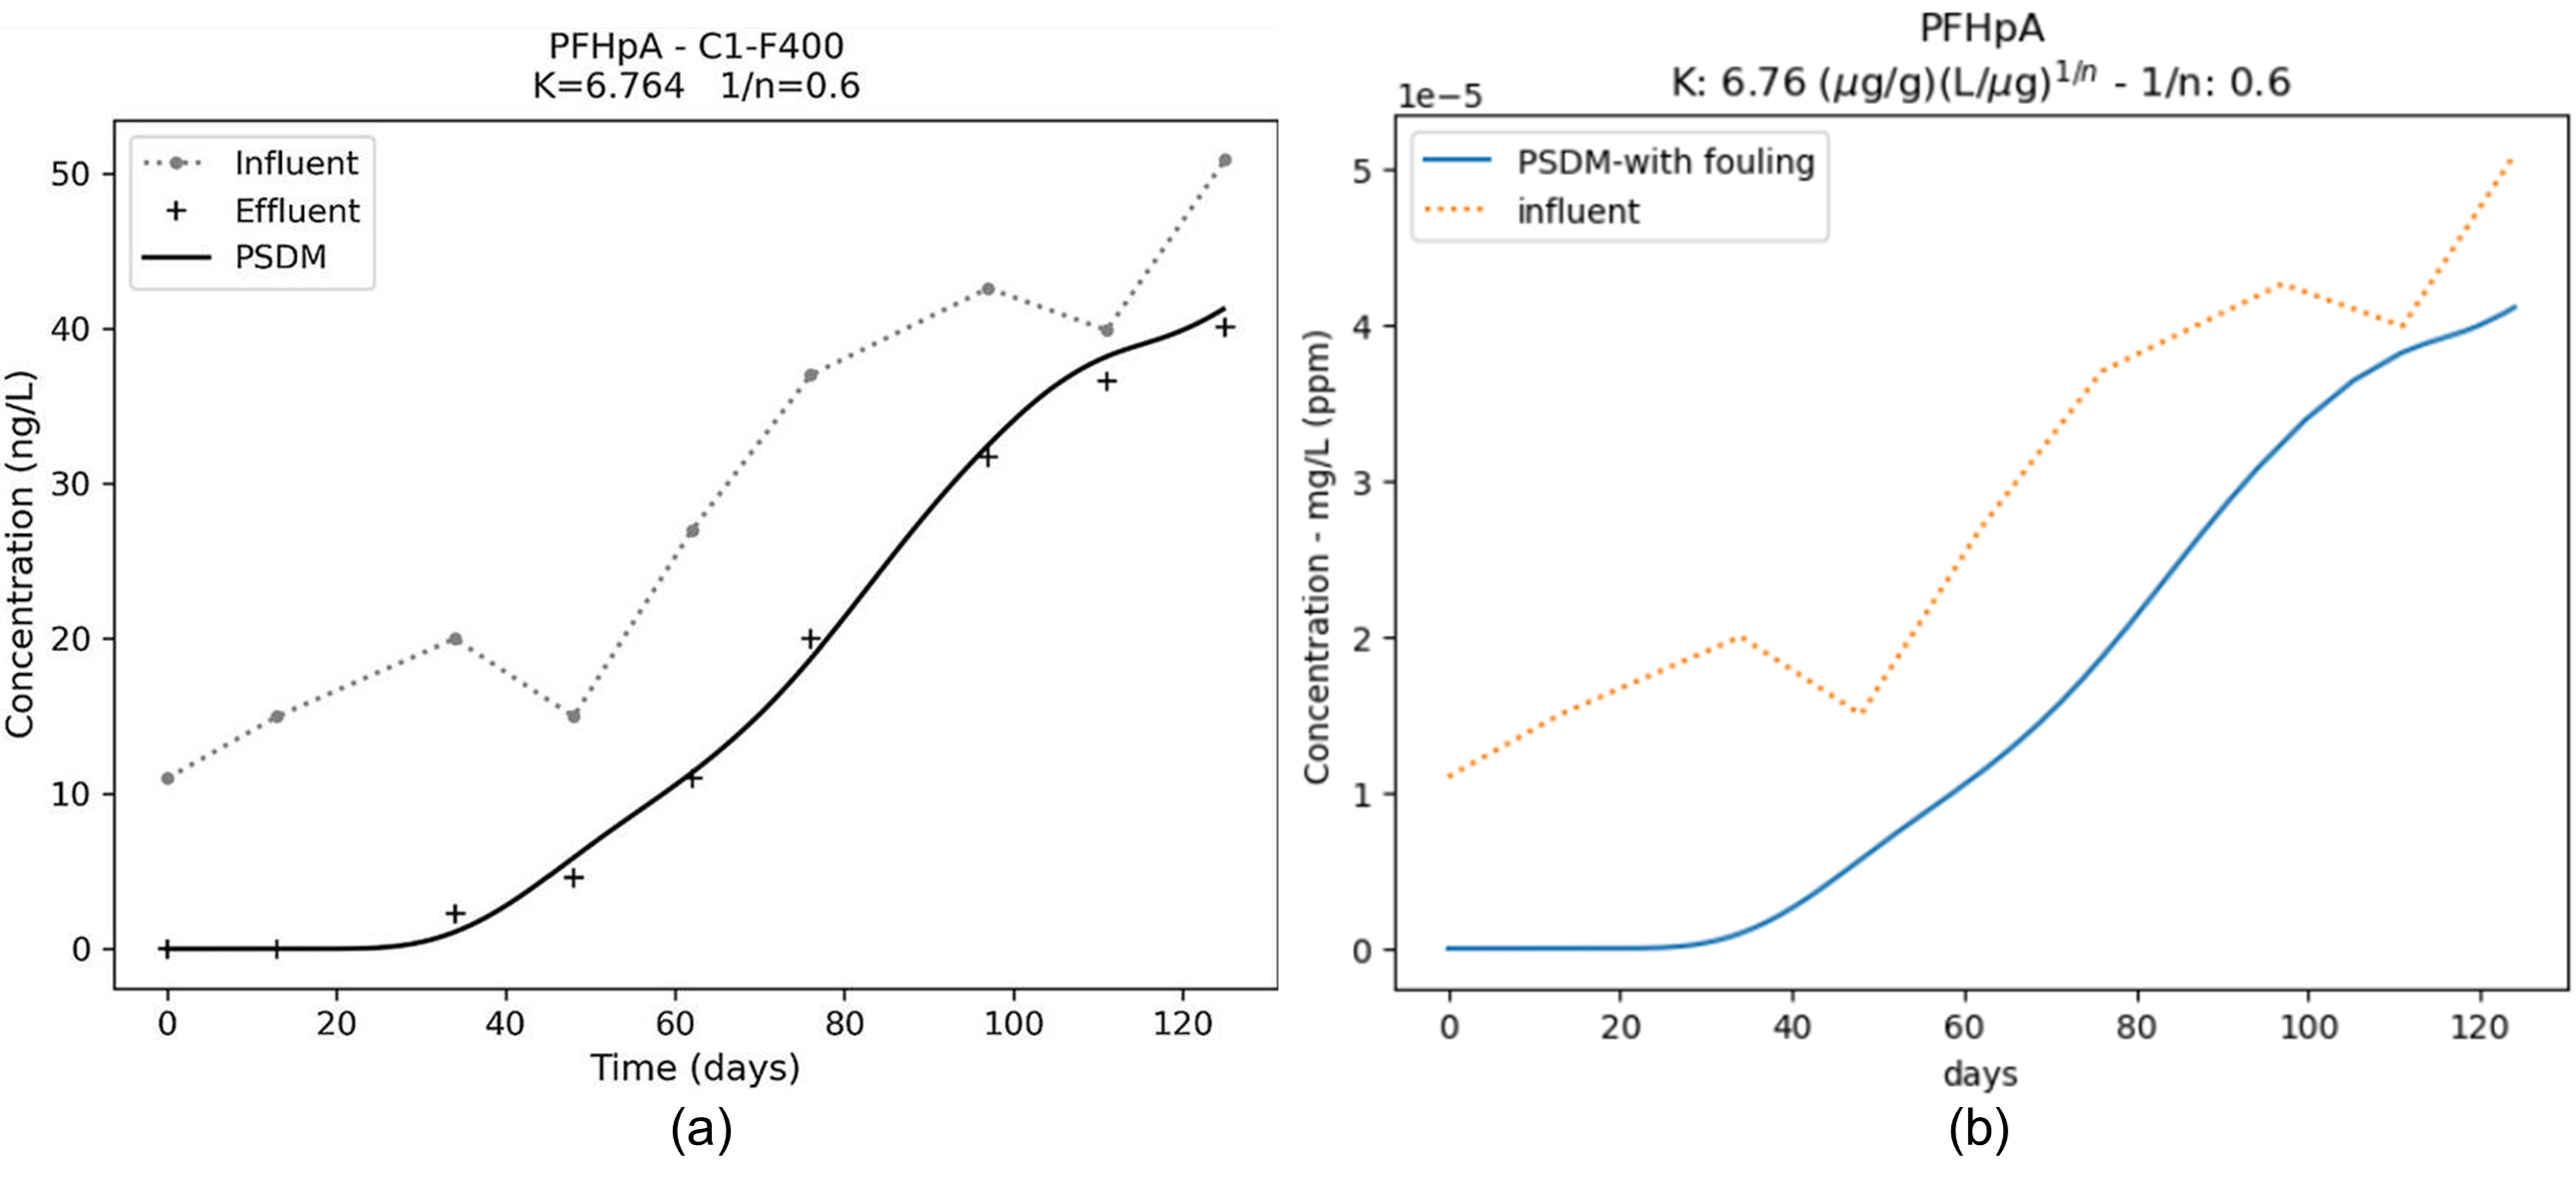 PFHpA - C1-F400
K=6.764 1/n=0.6
Influent
Effluent
PSDM
Concentration (ng/L)
50
40
30
20
10
0
0 20 40 60 80 100 120
Time (days)
(a)
PFHpA
K: 6.76 (μg/g)(L/μg)^{1/n} - 1/n: 0.6
1e−5
PSDM-with fouling
influent
Concentration - mg/L (ppm)
5
4
3
2
1
0
0 20 40 60 80 100 120
days
(b)